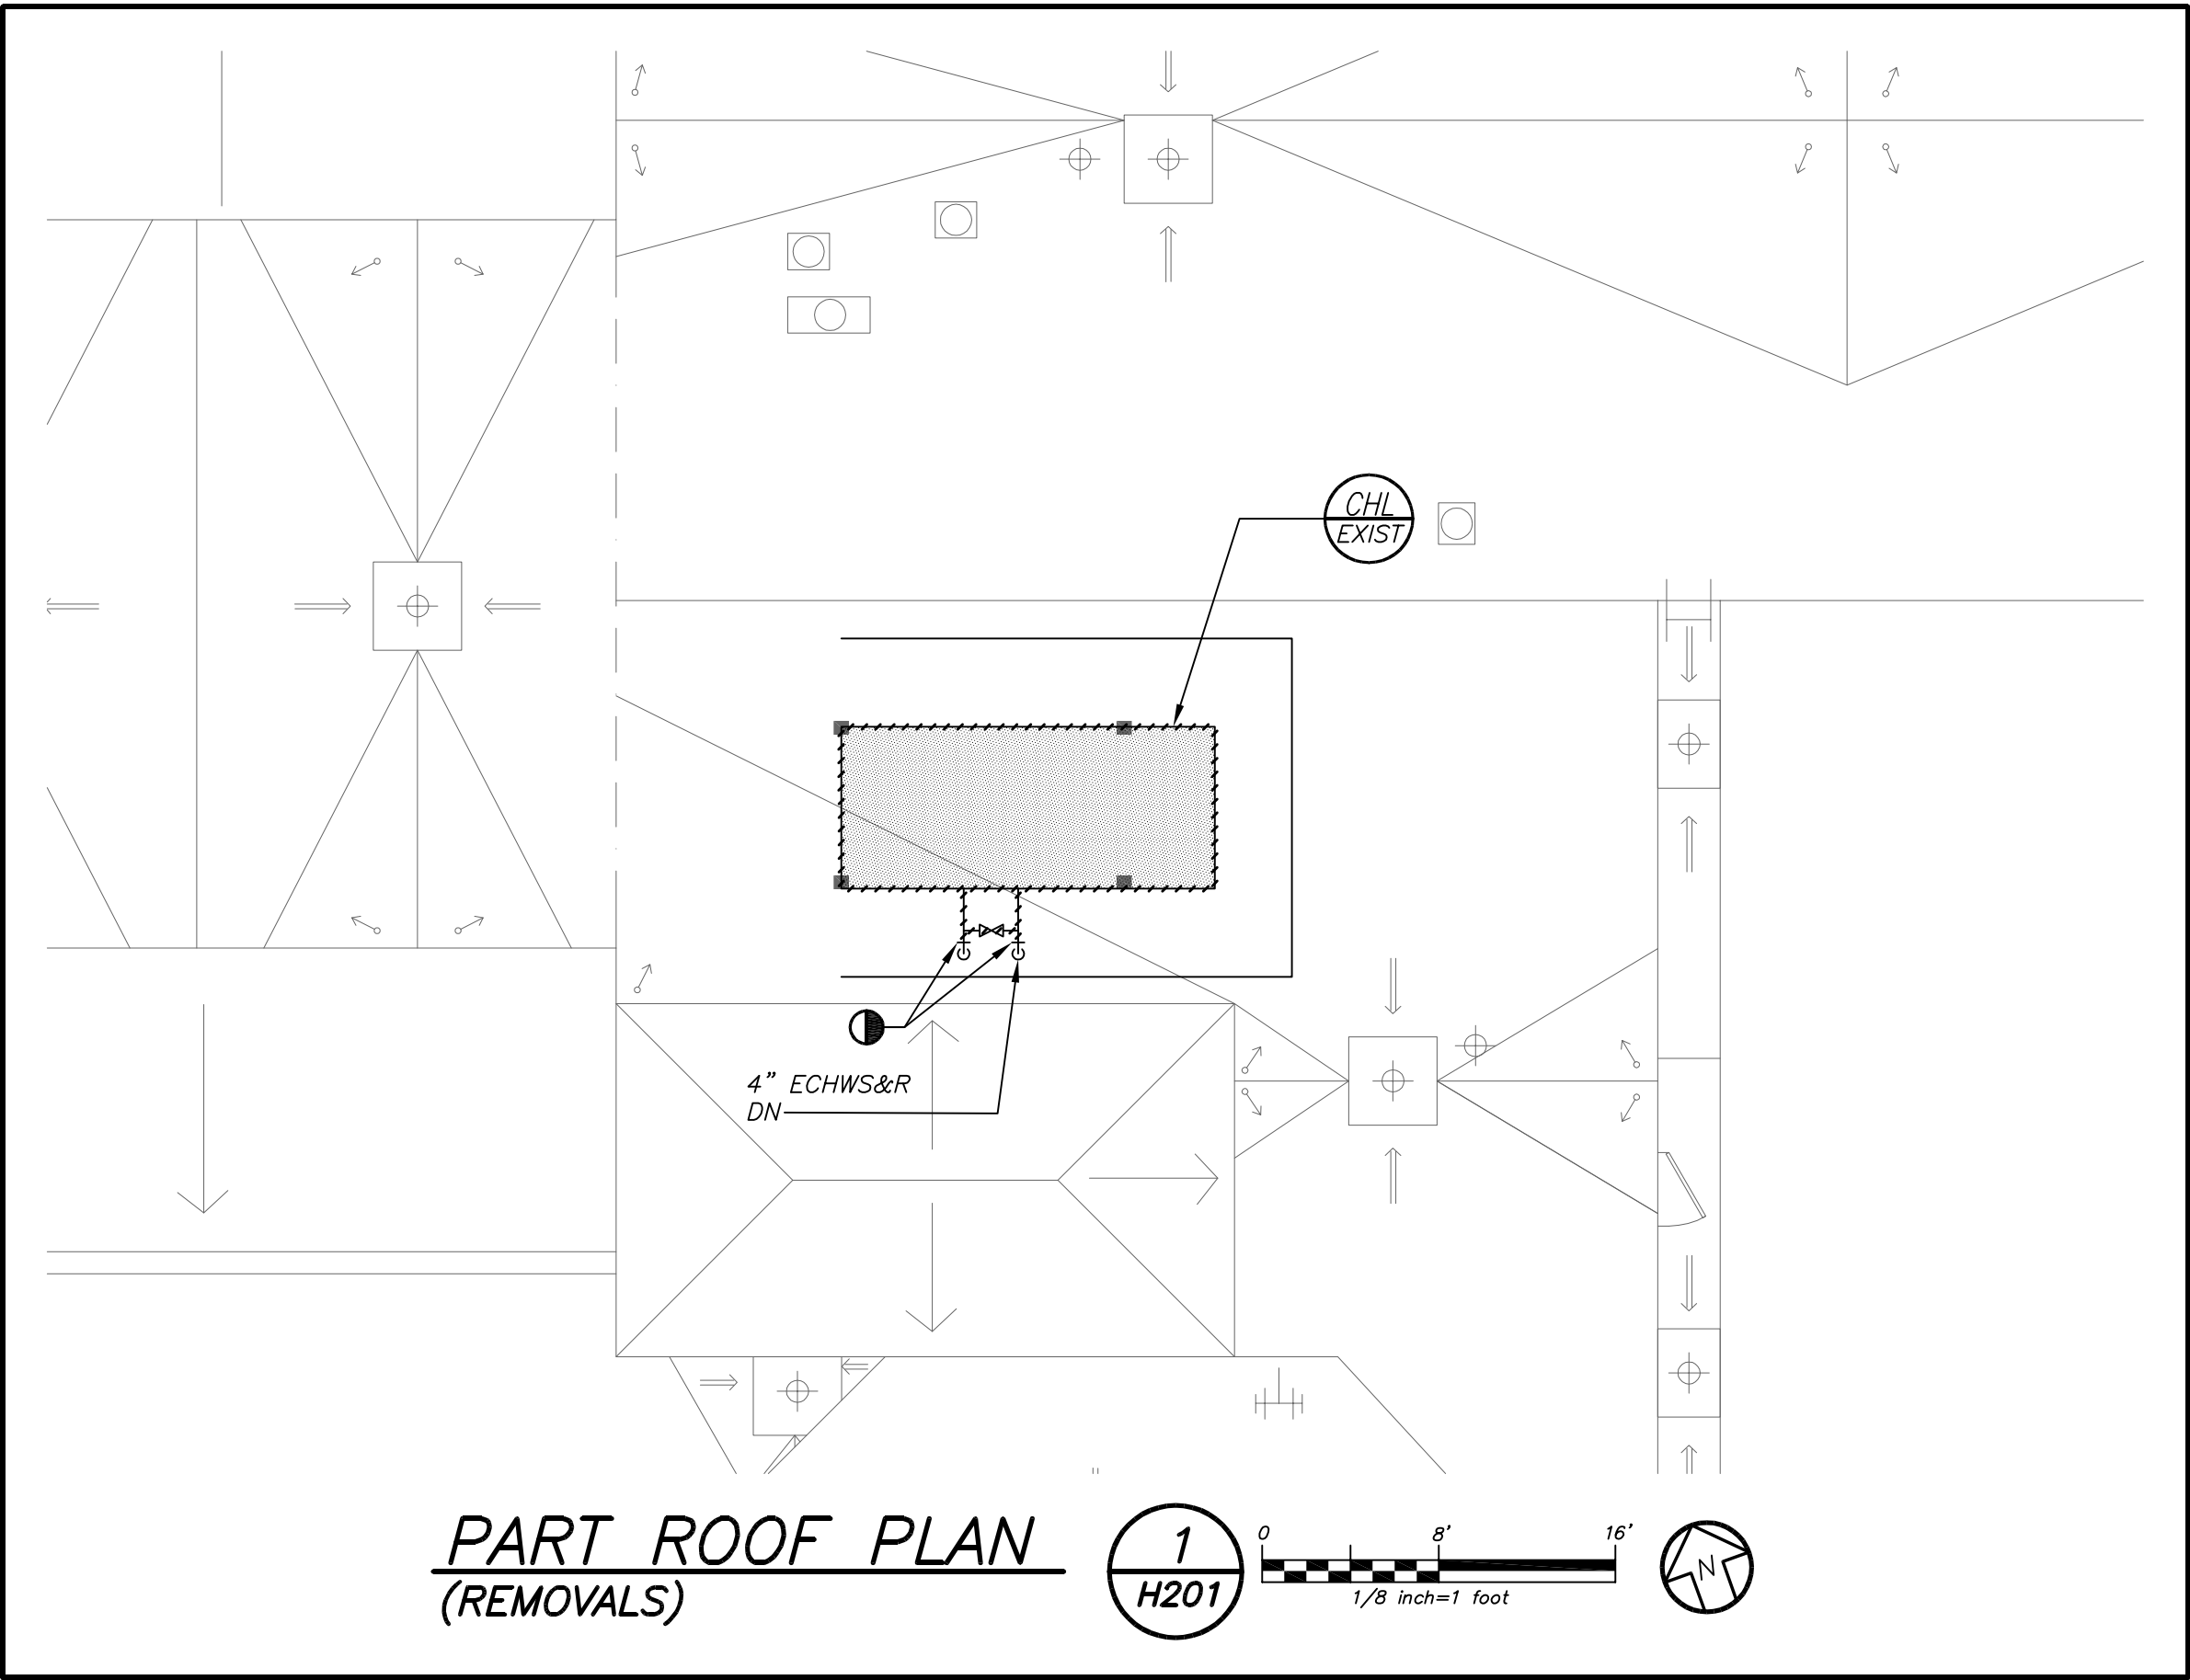 CHL
EXIST
4" ECHWS&R
DN
PART ROOF PLAN
(REMOVALS)
1
H201
0 8' 16'
1/8 inch=1 foot
N